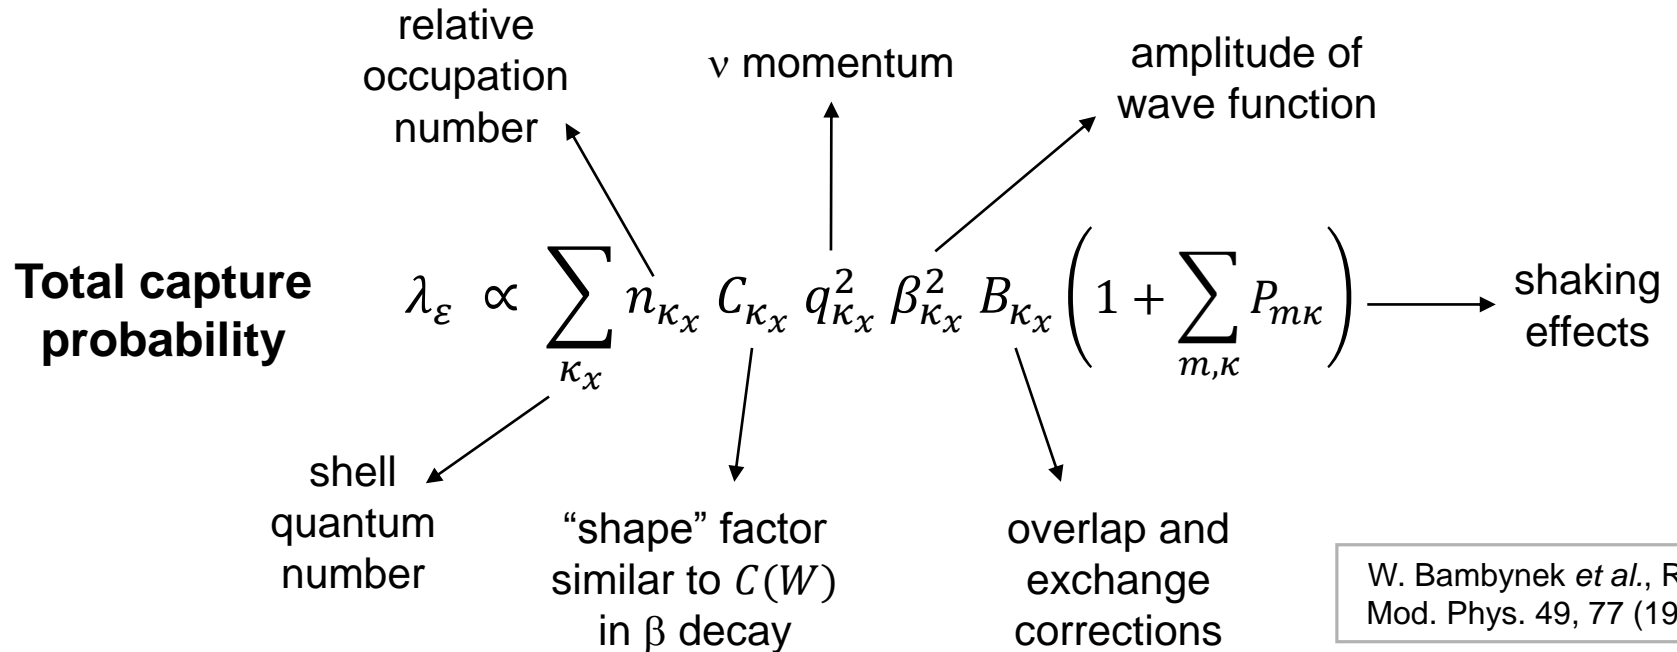 relative
occupation
number
ν momentum
amplitude of
wave function
Total capture
probability
λ_ε ∝ ∑_{κ_x} n_{κ_x} C_{κ_x} q²_{κ_x} β²_{κ_x} B_{κ_x} (1 + ∑_{m,κ} P_{mκ})
shaking
effects
shell
quantum
number
“shape” factor
similar to C(W)
in β decay
overlap and
exchange
corrections
W. Bambynek et al., R
Mod. Phys. 49, 77 (19